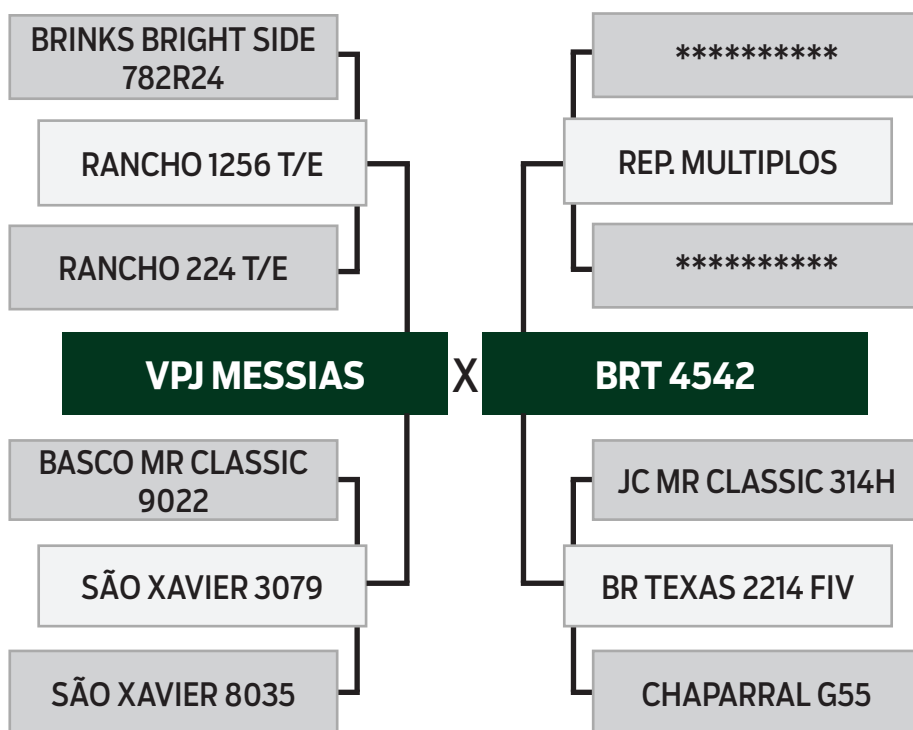 BRINKS BRIGHT SIDE
782R24
RANCHO 1256 T/E
RANCHO 224 T/E
**********
REP. MULTIPLOS
**********
VPJ MESSIAS
X
BRT 4542
BASCO MR CLASSIC
9022
SÃO XAVIER 3079
SÃO XAVIER 8035
JC MR CLASSIC 314H
BR TEXAS 2214 FIV
CHAPARRAL G55